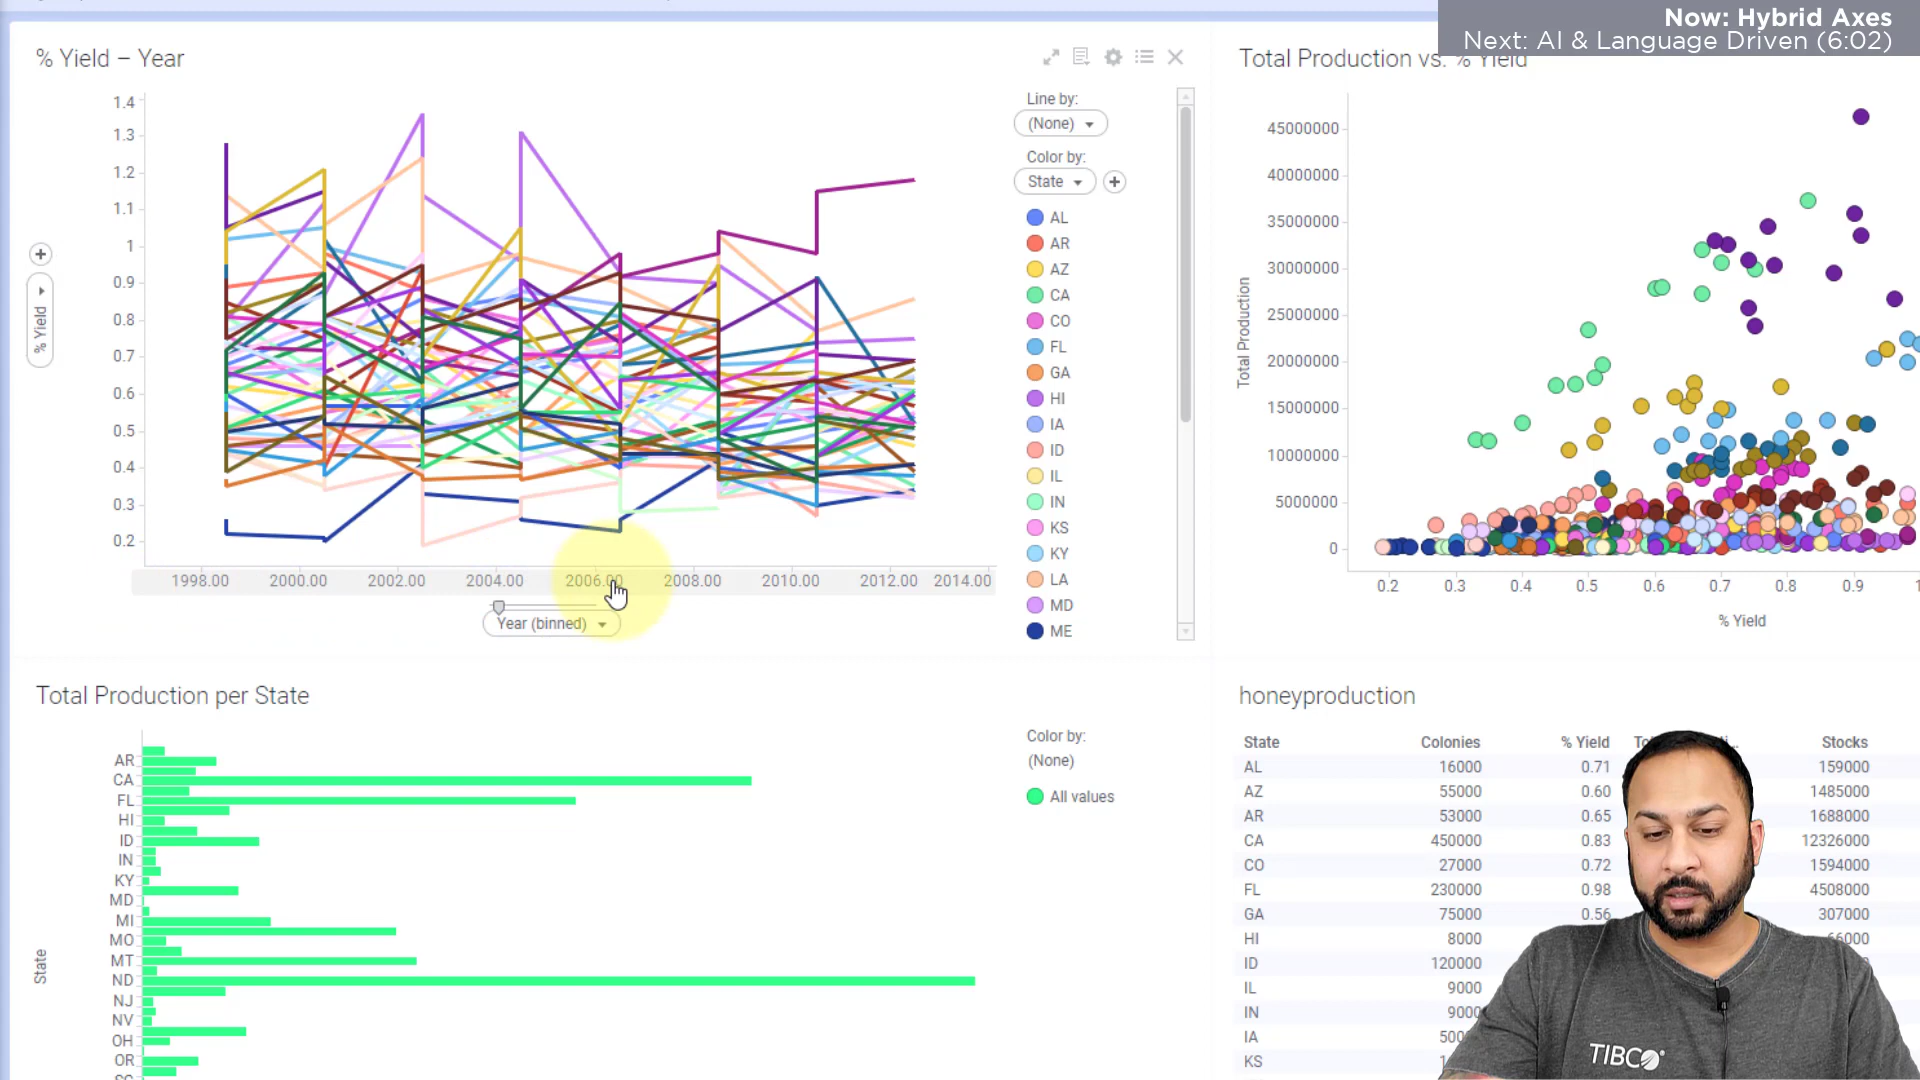 Now: Hybrid Axes
Next: AI & Language Driven (6:02)
% Yield – Year
1.4
1.3
1.2
1.1
1
0.9
0.8
0.7
0.6
0.5
0.4
0.3
0.2
% Yield
1998.00 2000.00 2002.00 2004.00 2006.00 2008.00 2010.00 2012.00 2014.00
Year (binned)
Line by:
(None)
Color by:
State
AL
AR
AZ
CA
CO
FL
GA
HI
IA
ID
IL
IN
KS
KY
LA
MD
ME
Total Production vs. % Yield
45000000
40000000
35000000
30000000
25000000
20000000
15000000
10000000
5000000
0
Total Production
0.2 0.3 0.4 0.5 0.6 0.7 0.8 0.9
% Yield
Total Production per State
AR
CA
FL
HI
ID
IN
KY
MD
MI
MO
MT
ND
NJ
NV
OH
OR
State
Color by:
(None)
All values
honeyproduction
State Colonies % Yield Stocks
AL 16000 0.71 159000
AZ 55000 0.60 1485000
AR 53000 0.65 1688000
CA 450000 0.83 12326000
CO 27000 0.72 1594000
FL 230000 0.98 4508000
GA 75000 0.56 307000
HI 8000
ID 120000
IL 9000
IN 9000
IA
KS
TIBCO